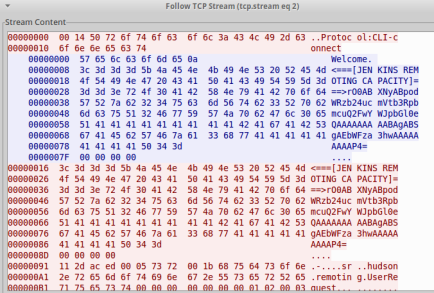 Follow TCP Stream (tcp.stream eq 2)
Stream Content
00000000 00 14 50 72 6f 74 6f 63 6f 6c 3a 43 4c 49 2d 63 ..Protoc ol:CLI-c
00000010 6f 6e 6e 65 63 74 onnect
00000000 57 65 6c 63 6f 6d 65 0a Welcome.
00000008 3c 3d 3d 3d 5b 4a 45 4e 4b 49 4e 53 20 52 45 4d <===[JEN KINS REM
00000018 4f 54 49 4e 47 20 43 41 50 41 43 49 54 59 5d 3d OTING CA PACITY]=
00000028 3d 3d 3e 72 4f 30 41 42 58 4e 79 41 42 70 6f 64 ==>rO0AB XNyABpod
00000038 57 52 7a 62 32 34 75 63 6d 56 74 62 33 52 70 62 WRzb24uc mVtb3Rpb
00000048 6d 63 75 51 32 46 77 59 57 4a 70 62 47 6c 30 65 mcuQ2FwY WJpbGl0e
00000058 51 41 41 41 41 41 41 41 41 41 42 41 67 41 42 53 QAAAAAAA AABAgABS
00000068 67 41 45 62 57 46 7a 61 33 68 77 41 41 41 41 41 gAEbWFza 3hwAAAAA
00000078 41 41 41 41 50 34 3d AAAAP4=
0000007F 00 00 00 00 ....
00000016 3c 3d 3d 3d 5b 4a 45 4e 4b 49 4e 53 20 52 45 4d <===[JEN KINS REM
00000026 4f 54 49 4e 47 20 43 41 50 41 43 49 54 59 5d 3d OTING CA PACITY]=
00000036 3d 3d 3e 72 4f 30 41 42 58 4e 79 41 42 70 6f 64 ==>rO0AB XNyABpod
00000046 57 52 7a 62 32 34 75 63 6d 56 74 62 33 52 70 62 WRzb24uc mVtb3Rpb
00000056 6d 63 75 51 32 46 77 59 57 4a 70 62 47 6c 30 65 mcuQ2FwY WJpbGl0e
00000066 51 41 41 41 41 41 41 41 41 41 42 41 67 41 42 53 QAAAAAAA AABAgABS
00000076 67 41 45 62 57 46 7a 61 33 68 77 41 41 41 41 41 gAEbWFza 3hwAAAAA
00000086 41 41 41 41 50 34 3d AAAAP4=
0000008D 00 00 00 00 ....
00000091 11 2d ac ed 00 05 73 72 00 1b 68 75 64 73 6f 6e .-....sr ..hudson
000000A1 2e 72 65 6d 6f 74 69 6e 67 2e 55 73 65 72 52 65 .remotin g.UserRe
000000B1 71 75 65 73 74 00 00 00 00 00 00 00 01 02 00 03 quest... ........